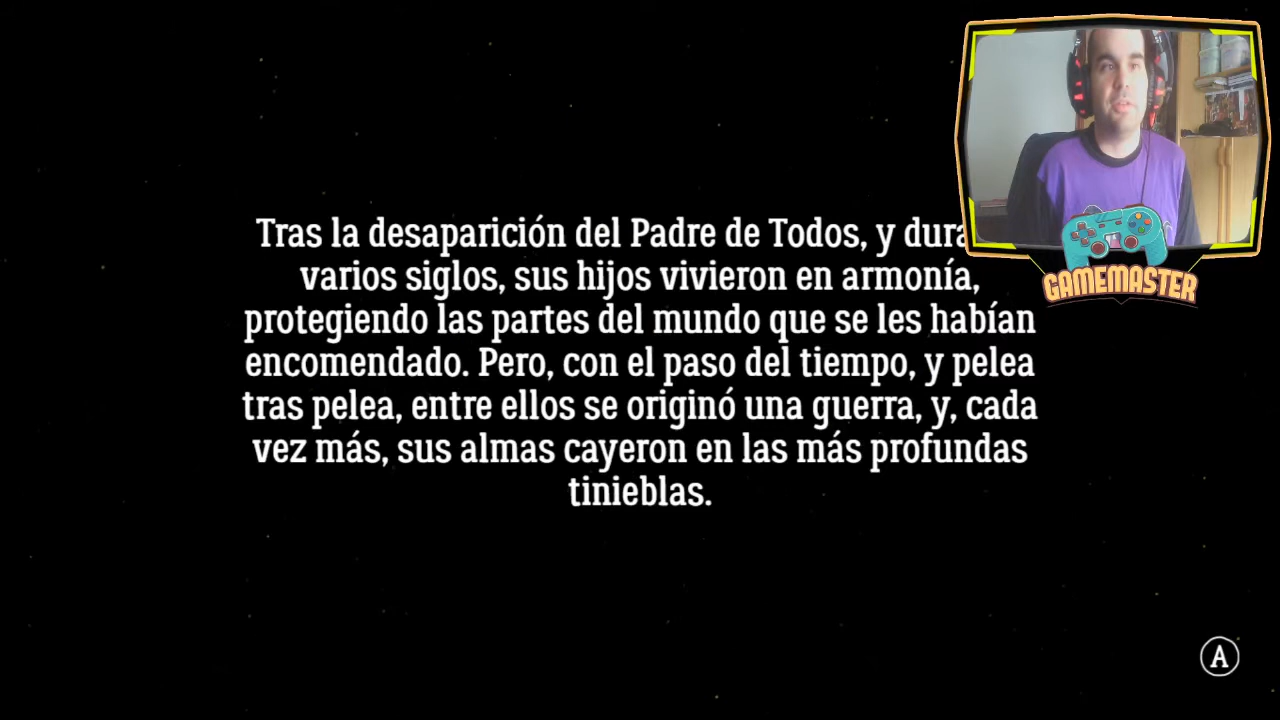 Tras la desaparición del Padre de Todos, y dura
varios siglos, sus hijos vivieron en armonía,
protegiendo las partes del mundo que se les habían
encomendado. Pero, con el paso del tiempo, y pelea
tras pelea, entre ellos se originó una guerra, y, cada
vez más, sus almas cayeron en las más profundas
tinieblas.
GAMEMASTER
A